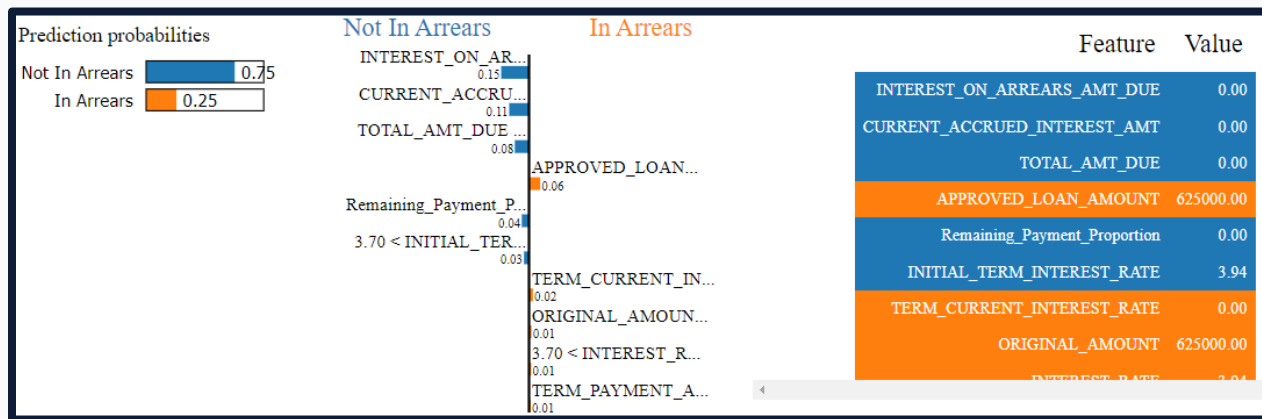 Prediction probabilities
Not In Arrears 0.75
In Arrears 0.25
Not In Arrears In Arrears
INTEREST_ON_AR...
0.15
CURRENT_ACCRU...
0.11
TOTAL_AMT_DUE ...
0.08
APPROVED_LOAN...
0.06
Remaining_Payment_P...
0.04
3.70 < INITIAL_TER...
0.03
TERM_CURRENT_IN...
0.02
ORIGINAL_AMOUN...
0.01
3.70 < INTEREST_R...
0.01
TERM_PAYMENT_A...
0.01
Feature Value
INTEREST_ON_ARREARS_AMT_DUE 0.00
CURRENT_ACCRUED_INTEREST_AMT 0.00
TOTAL_AMT_DUE 0.00
APPROVED_LOAN_AMOUNT 625000.00
Remaining_Payment_Proportion 0.00
INITIAL_TERM_INTEREST_RATE 3.94
TERM_CURRENT_INTEREST_RATE 0.00
ORIGINAL_AMOUNT 625000.00
INTEREST_RATE 3.94